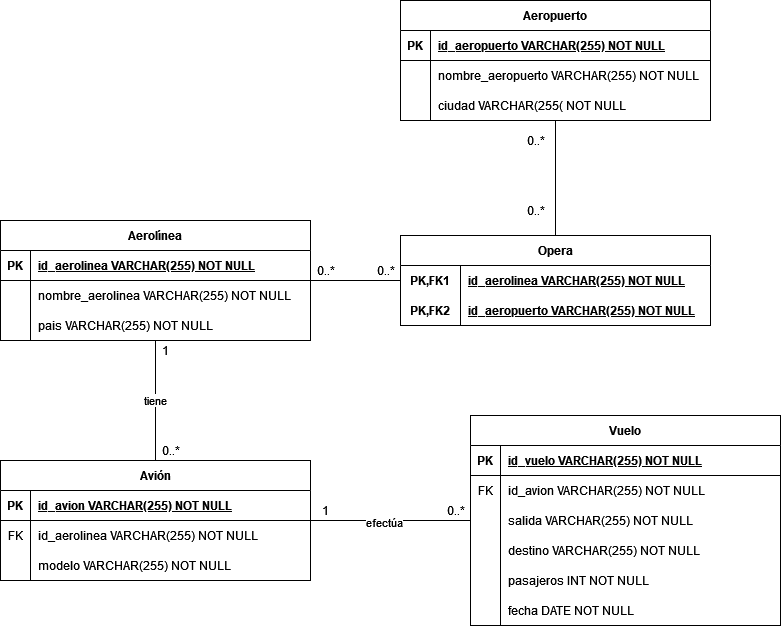 Aeropuerto
PK id_aeropuerto VARCHAR(255) NOT NULL
nombre_aeropuerto VARCHAR(255) NOT NULL
ciudad VARCHAR(255( NOT NULL
0..*
0..*
Aerolínea
PK id_aerolinea VARCHAR(255) NOT NULL
nombre_aerolinea VARCHAR(255) NOT NULL
pais VARCHAR(255) NOT NULL
0..* 0..*
Opera
PK,FK1 id_aerolinea VARCHAR(255) NOT NULL
PK,FK2 id_aeropuerto VARCHAR(255) NOT NULL
1
tiene
0..*
Avión
PK id_avion VARCHAR(255) NOT NULL
FK id_aerolinea VARCHAR(255) NOT NULL
modelo VARCHAR(255) NOT NULL
1 efectúa 0..*
Vuelo
PK id_vuelo VARCHAR(255) NOT NULL
FK id_avion VARCHAR(255) NOT NULL
salida VARCHAR(255) NOT NULL
destino VARCHAR(255) NOT NULL
pasajeros INT NOT NULL
fecha DATE NOT NULL